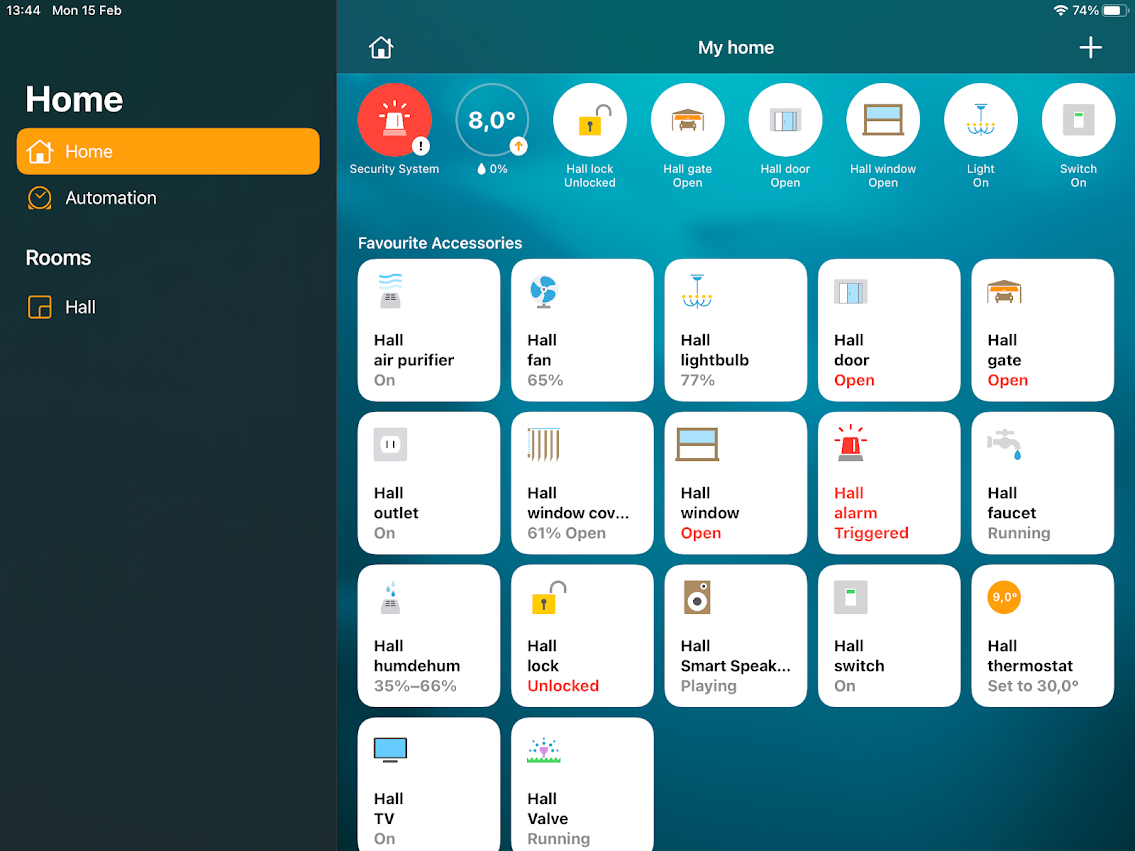 13:44 Mon 15 Feb
74%
Home
Home
Automation
Rooms
Hall
My home
8,0°
!
Security System
0%
Hall lock
Unlocked
Hall gate
Open
Hall door
Open
Hall window
Open
Light
On
Switch
On
Favourite Accessories
Hall
air purifier
On
Hall
fan
65%
Hall
lightbulb
77%
Hall
door
Open
Hall
gate
Open
Hall
outlet
On
Hall
window cov...
61% Open
Hall
window
Open
Hall
alarm
Triggered
Hall
faucet
Running
Hall
humdehum
35%–66%
Hall
lock
Unlocked
Hall
Smart Speak...
Playing
Hall
switch
On
9,0°
Hall
thermostat
Set to 30,0°
Hall
TV
On
Hall
Valve
Running